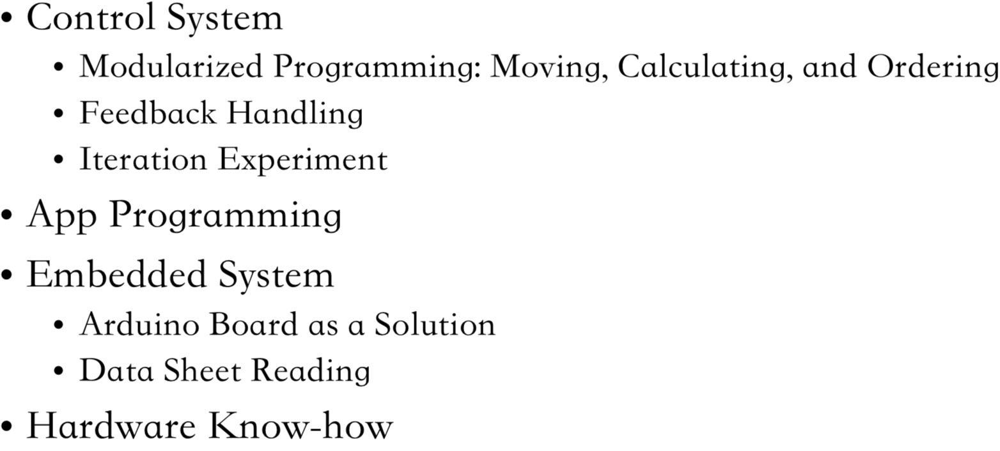 • Control System
• Modularized Programming: Moving, Calculating, and Ordering
• Feedback Handling
• Iteration Experiment
• App Programming
• Embedded System
• Arduino Board as a Solution
• Data Sheet Reading
• Hardware Know-how